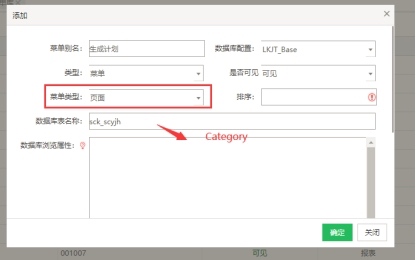 添加
菜单别名： 生成计划 数据库配置： LKJT_Base
类型： 菜单 是否可见 可见
菜单类型： 页面 排序：
数据库表名称： sck_scyjh
Category
数据库浏览属性：
确定 关闭
001007 可见 报表